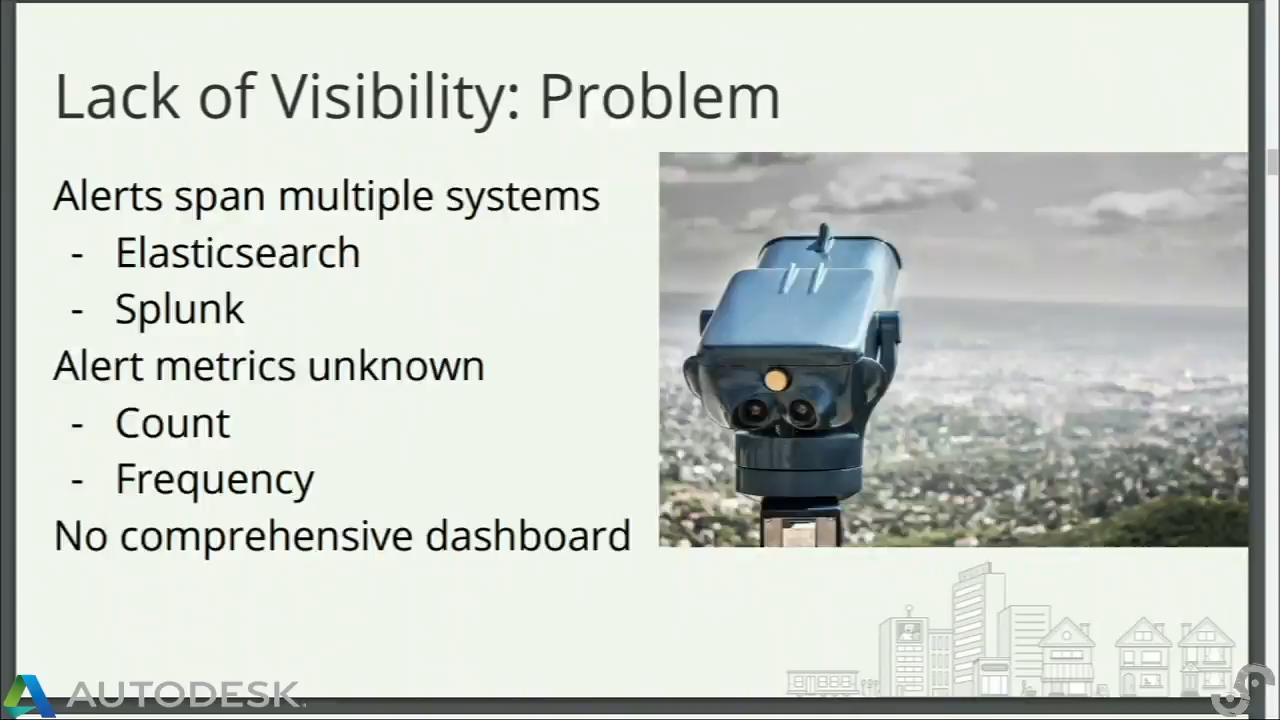 Lack of Visibility: Problem
Alerts span multiple systems
- Elasticsearch
- Splunk
Alert metrics unknown
- Count
- Frequency
No comprehensive dashboard
AUTODESK.